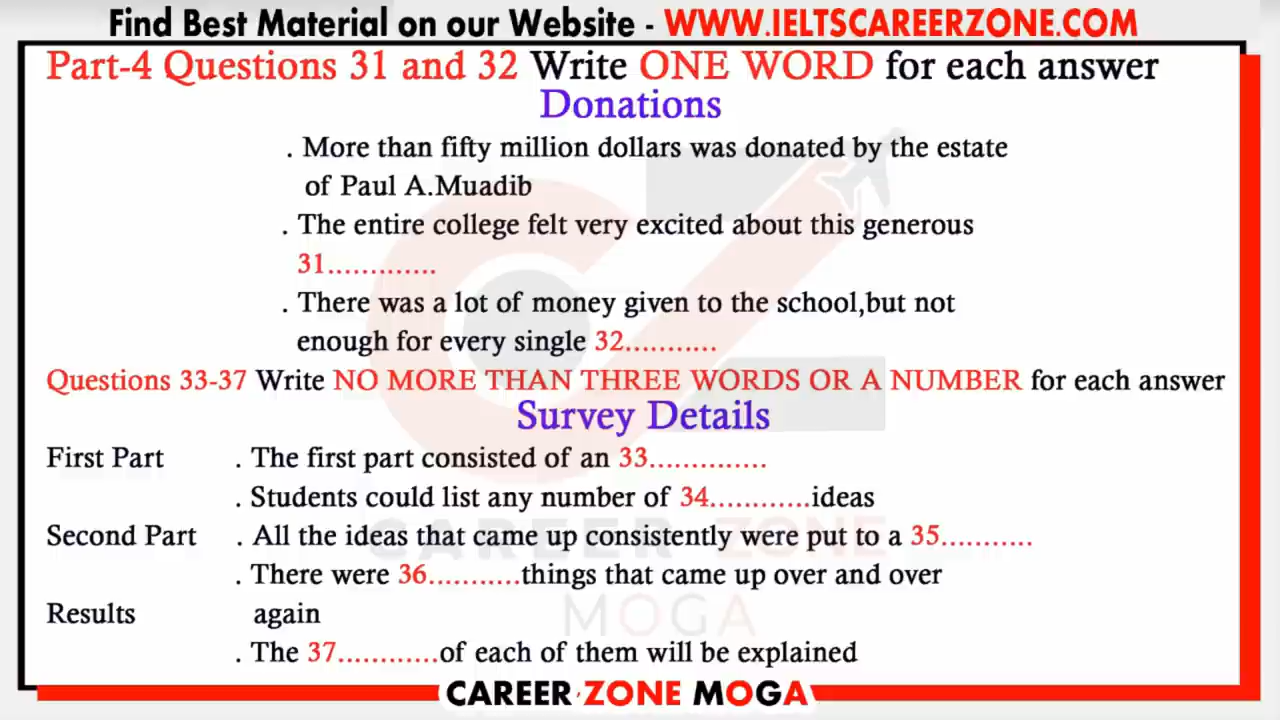 Find Best Material on our Website - WWW.IELTSCAREERZONE.COM
Part-4 Questions 31 and 32 Write ONE WORD for each answer
Donations
. More than fifty million dollars was donated by the estate
of Paul A.Muadib
. The entire college felt very excited about this generous
31.............
. There was a lot of money given to the school,but not
enough for every single 32...........
Questions 33-37 Write NO MORE THAN THREE WORDS OR A NUMBER for each answer
Survey Details
First Part . The first part consisted of an 33..............
. Students could list any number of 34............ideas
Second Part . All the ideas that came up consistently were put to a 35...........
. There were 36...........things that came up over and over
Results again
. The 37............of each of them will be explained
CAREER ZONE
MOGA
CAREER ZONE MOGA